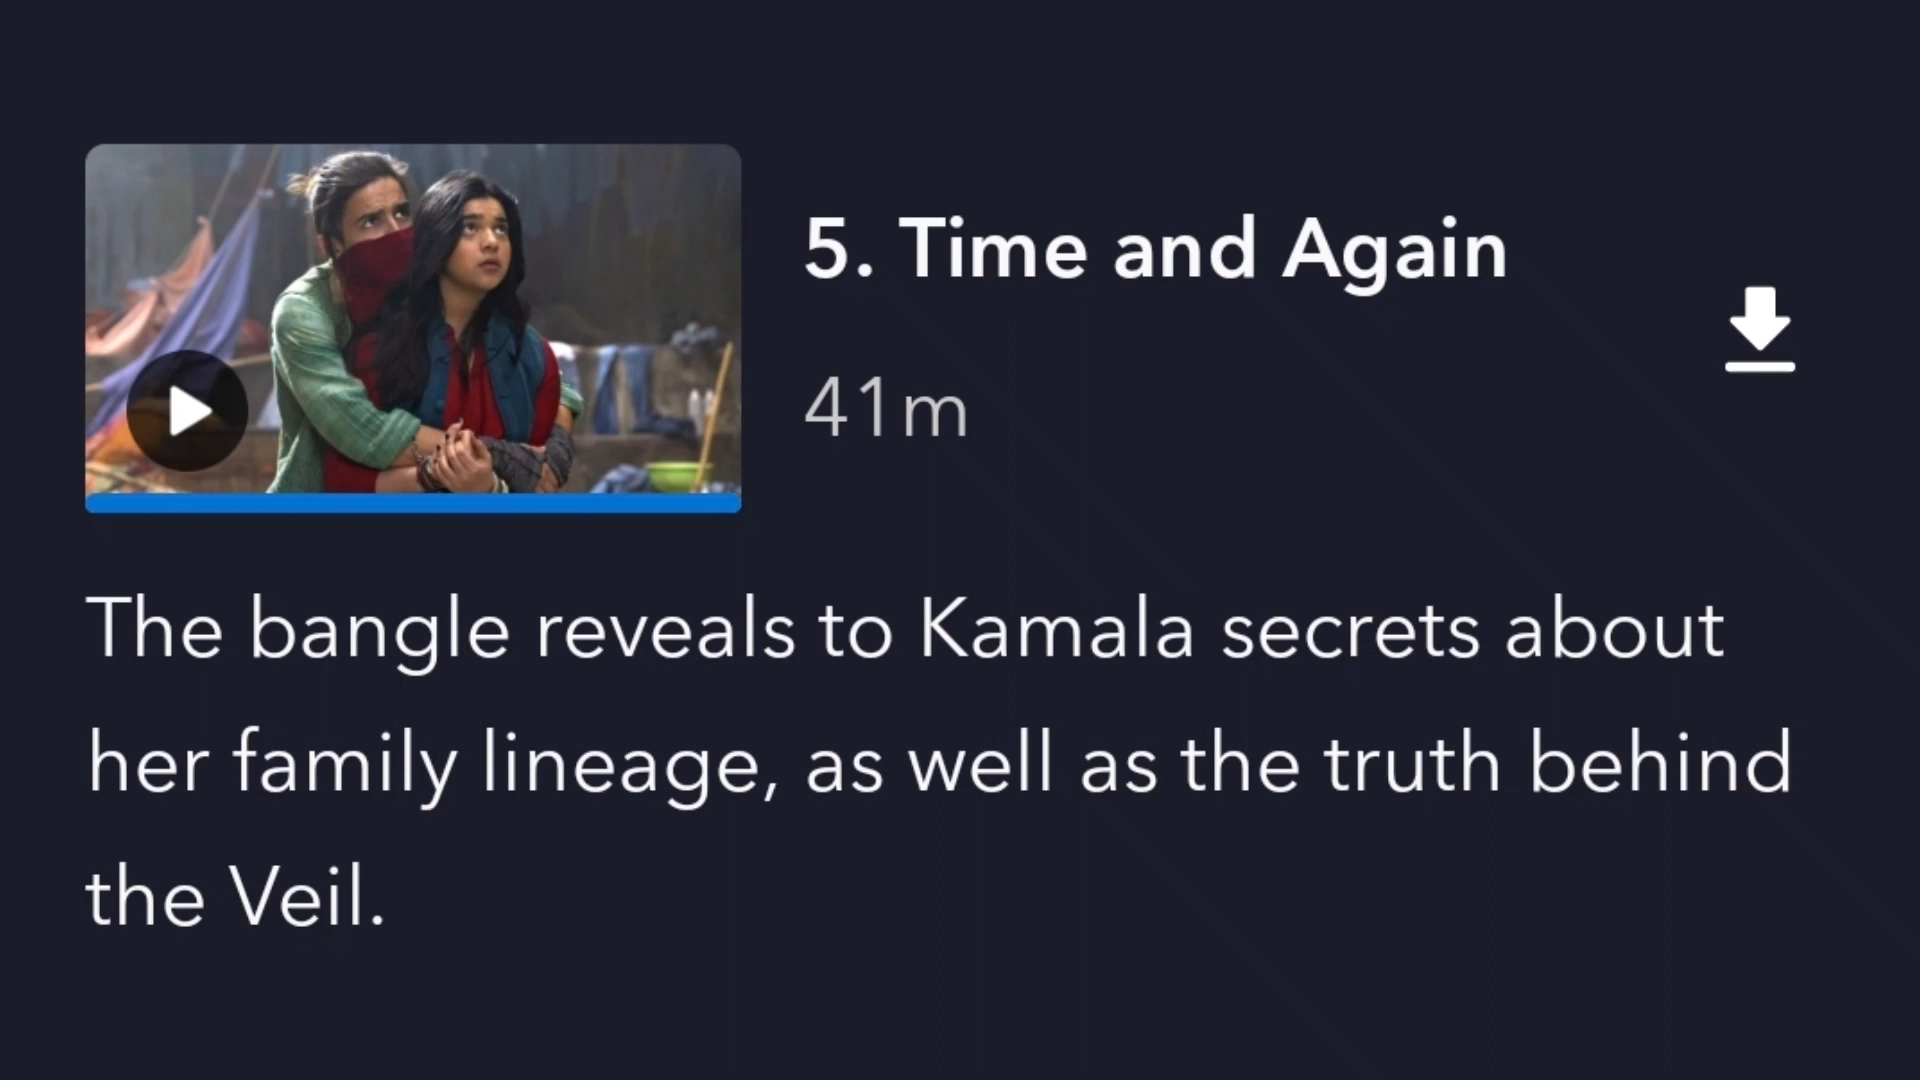 5. Time and Again
41m
The bangle reveals to Kamala secrets about
her family lineage, as well as the truth behind
the Veil.